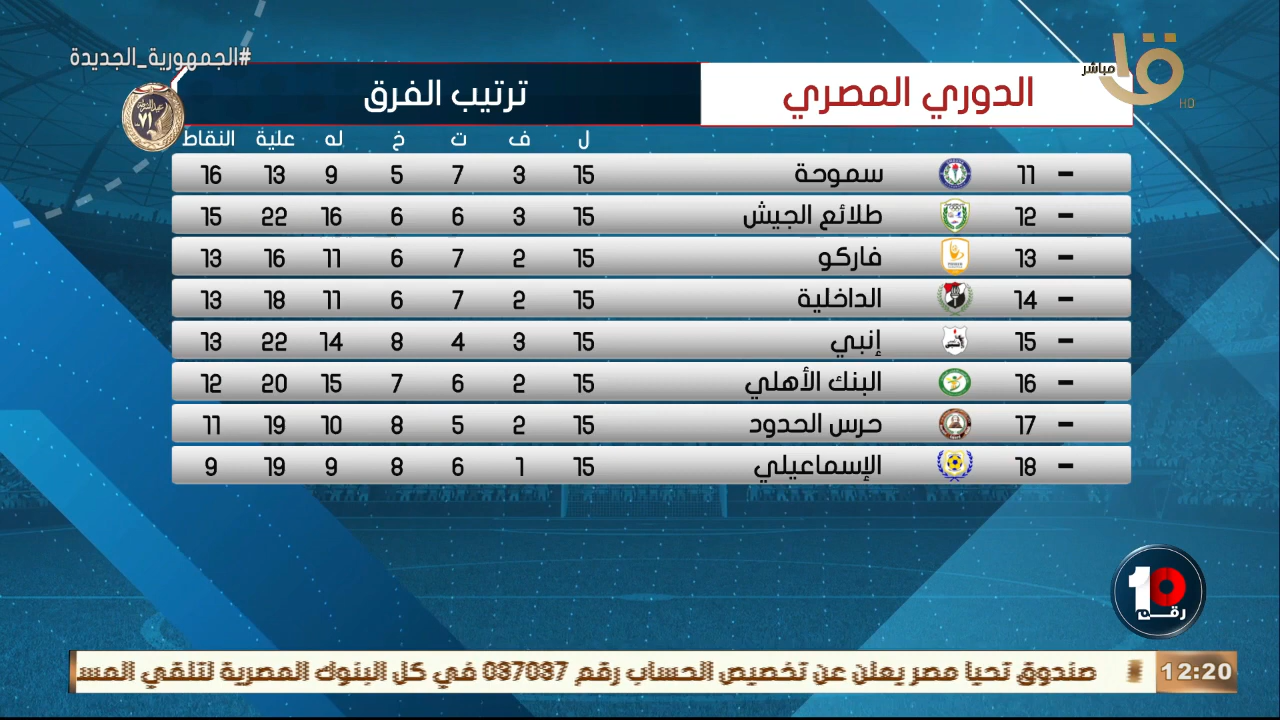 #الجمهورية_الجديدة
مباشر
HD
عيد الشرطة
٧١
الدوري المصري
ترتيب الفرق
ل ف ت خ له علية النقاط
- 11 سموحة 15 3 7 5 9 13 16
- 12 طلائع الجيش 15 3 6 6 16 22 15
- 13 فاركو 15 2 7 6 11 16 13
- 14 الداخلية 15 2 7 6 11 18 13
- 15 إنبي 15 3 4 8 14 22 13
- 16 البنك الأهلي 15 2 6 7 15 20 12
- 17 حرس الحدود 15 2 5 8 10 19 11
- 18 الإسماعيلي 15 1 6 8 9 19 9
رقم 10
12:20 صندوق تحيا مصر يعلن عن تخصيص الحساب رقم 037037 في كل البنوك المصرية لتلقي المس